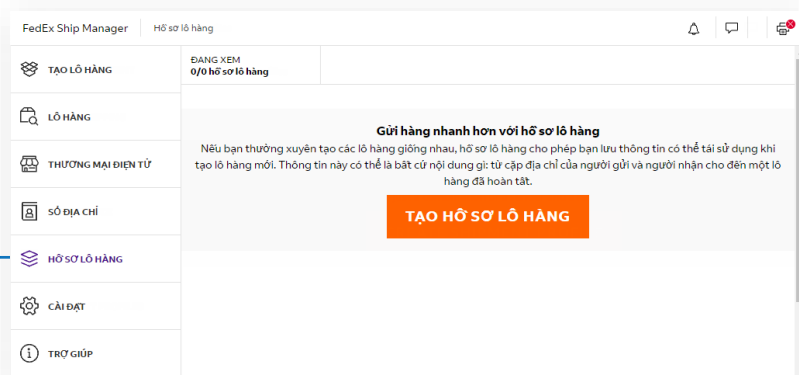 FedEx Ship Manager
Hồ sơ lô hàng
TẠO LÔ HÀNG
LÔ HÀNG
THƯƠNG MẠI ĐIỆN TỬ
SỔ ĐỊA CHỈ
HỒ SƠ LÔ HÀNG
CÀI ĐẶT
TRỢ GIÚP
ĐANG XEM
0/0 hồ sơ lô hàng
Gửi hàng nhanh hơn với hồ sơ lô hàng
Nếu bạn thường xuyên tạo các lô hàng giống nhau, hồ sơ lô hàng cho phép bạn lưu thông tin có thể tái sử dụng khi
tạo lô hàng mới. Thông tin này có thể là bất cứ nội dung gì: từ cặp địa chỉ của người gửi và người nhận cho đến một lô
hàng đã hoàn tất.
TẠO HỒ SƠ LÔ HÀNG